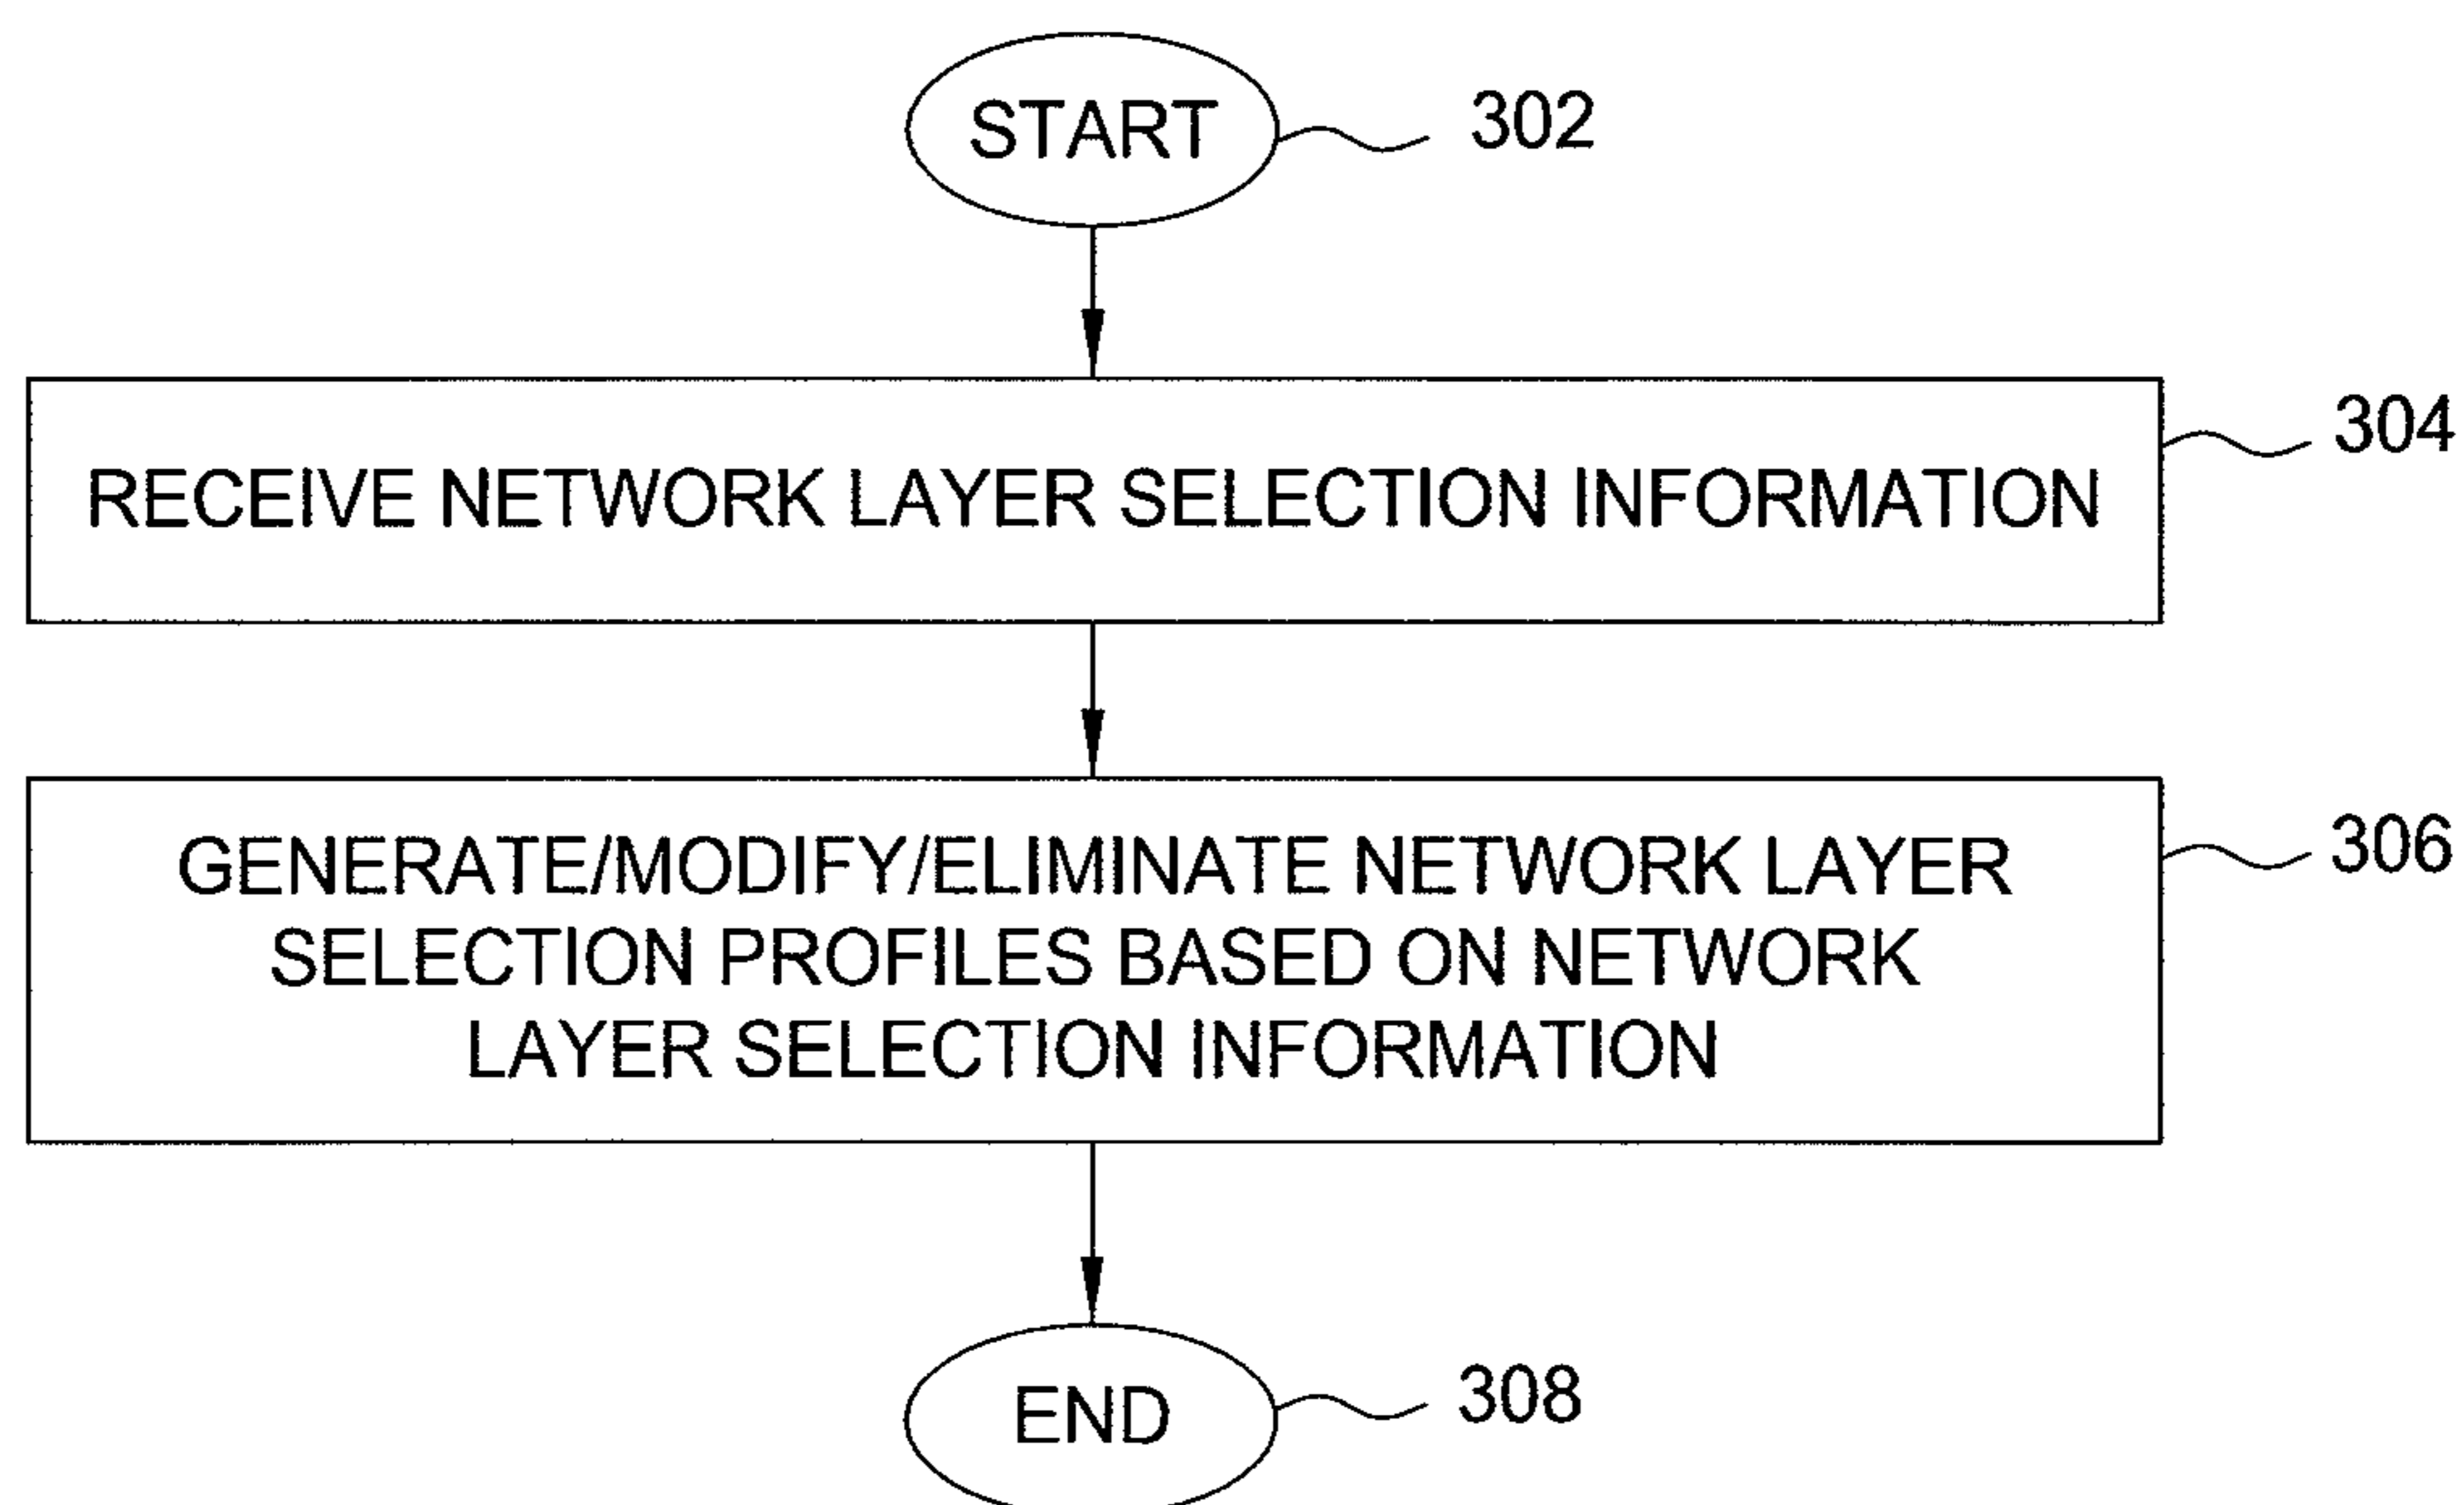 START
302
304
RECEIVE NETWORK LAYER SELECTION INFORMATION
306
GENERATE/MODIFY/ELIMINATE NETWORK LAYER
SELECTION PROFILES BASED ON NETWORK
LAYER SELECTION INFORMATION
END
308